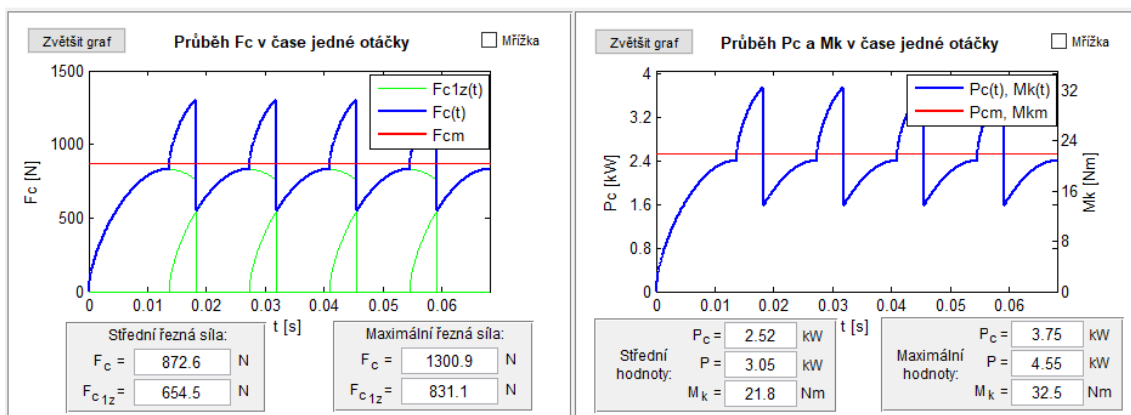 Zvětšit graf
Průběh Fc v čase jedné otáčky
Mřížka
1500
1000
500
0
Fc [N]
Fc1z(t)
Fc(t)
Fcm
0 0.01 0.02 0.03 0.04 0.05 0.06
t [s]
Střední řezná síla:
Fc = 872.6 N
Fc1z = 654.5 N
Maximální řezná síla:
Fc = 1300.9 N
Fc1z = 831.1 N
Zvětšit graf
Průběh Pc a Mk v čase jedné otáčky
Mřížka
4
3.2
2.4
1.6
0.8
0
Pc [kW]
Pc(t), Mk(t)
Pcm, Mkm
32
24
16
8
0
Mk [Nm]
0 0.01 0.02 0.03 0.04 0.05 0.06
t [s]
Střední hodnoty:
Pc = 2.52 kW
P = 3.05 kW
Mk = 21.8 Nm
Maximální hodnoty:
Pc = 3.75 kW
P = 4.55 kW
Mk = 32.5 Nm